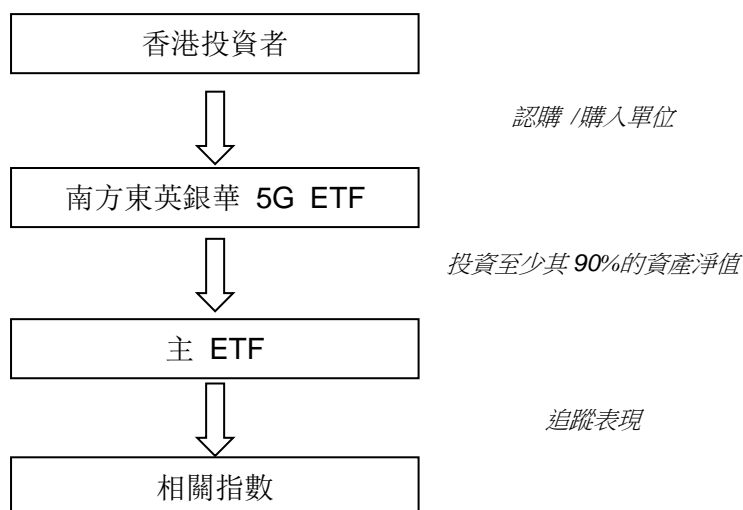 香港投資者
認購 /購入單位
南方東英銀華 5G ETF
投資至少其 90%的資產淨值
主 ETF
追蹤表現
相關指數